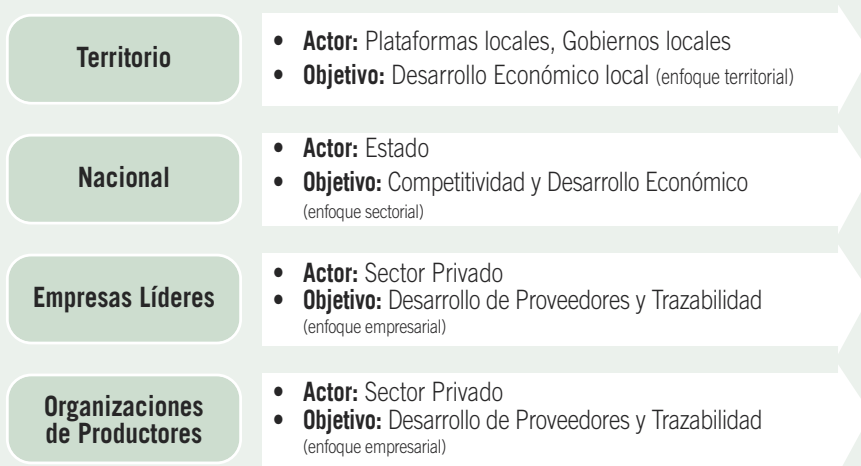 Territorio
• Actor: Plataformas locales, Gobiernos locales
• Objetivo: Desarrollo Económico local (enfoque territorial)
Nacional
• Actor: Estado
• Objetivo: Competitividad y Desarrollo Económico
(enfoque sectorial)
Empresas Líderes
• Actor: Sector Privado
• Objetivo: Desarrollo de Proveedores y Trazabilidad
(enfoque empresarial)
Organizaciones
de Productores
• Actor: Sector Privado
• Objetivo: Desarrollo de Proveedores y Trazabilidad
(enfoque empresarial)